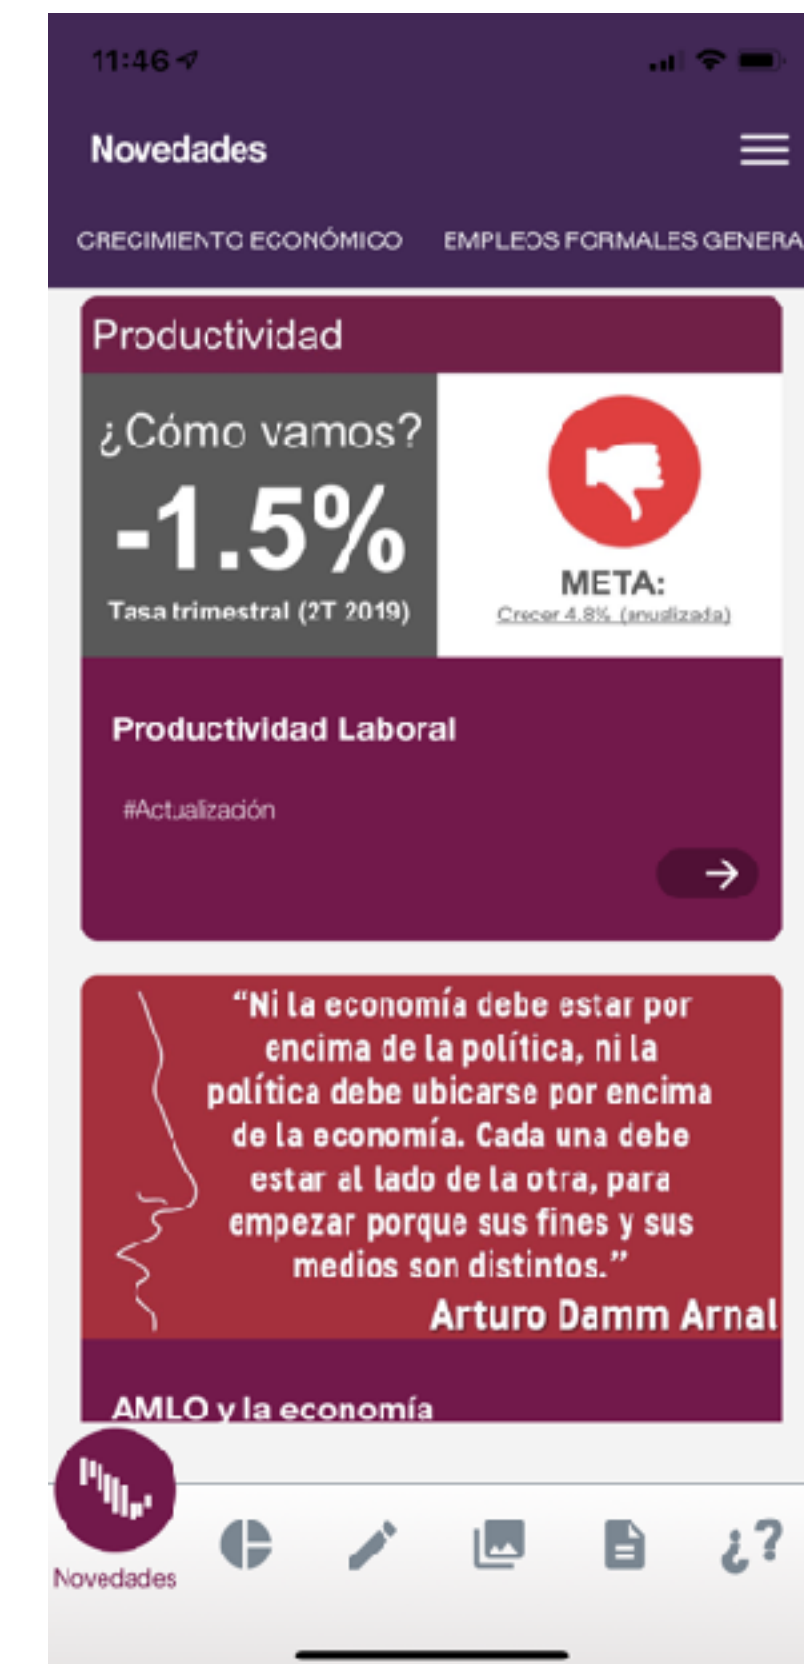 11:46
Novedades
CRECIMIENTO ECONÓMICO EMPLEOS FORMALES GENERA
Productividad
¿Cómo vamos?
-1.5%
Tasa trimestral (2T 2019)
META:
Crecer 4.8% (anualizada)
Productividad Laboral
#Actualización
“Ni la economía debe estar por
encima de la política, ni la
política debe ubicarse por encima
de la economía. Cada una debe
estar al lado de la otra, para
empezar porque sus fines y sus
medios son distintos.”
Arturo Damm Arnal
AMLO y la economía
Novedades
¿?